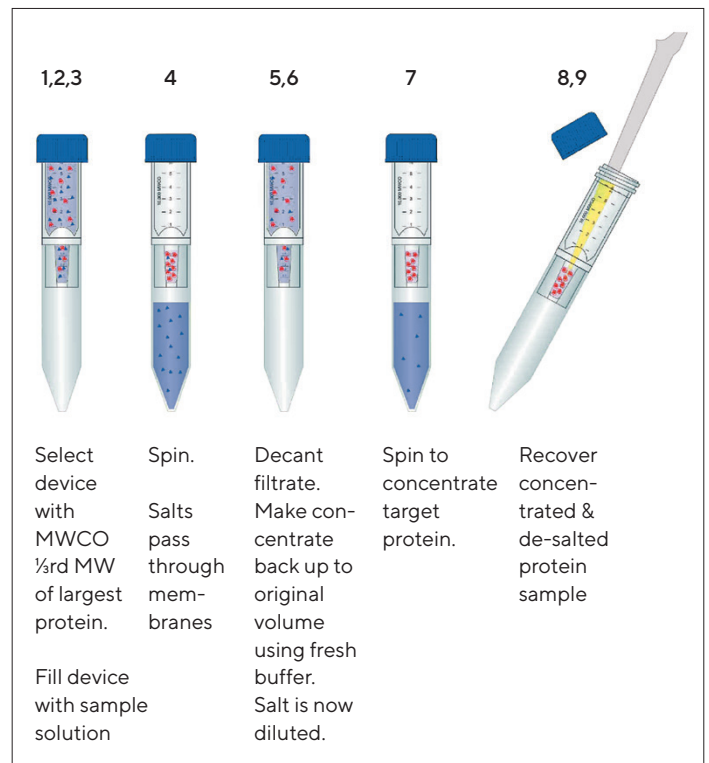 1,2,3
4
5,6
7
8,9
Select
device
with
MWCO
⅓rd MW
of largest
protein.
Fill device
with sample
solution
Spin.
Salts
pass
through
mem-
branes
Decant
filtrate.
Make con-
centrate
back up to
original
volume
using fresh
buffer.
Salt is now
diluted.
Spin to
concentrate
target
protein.
Recover
concen-
trated &
de-salted
protein
sample